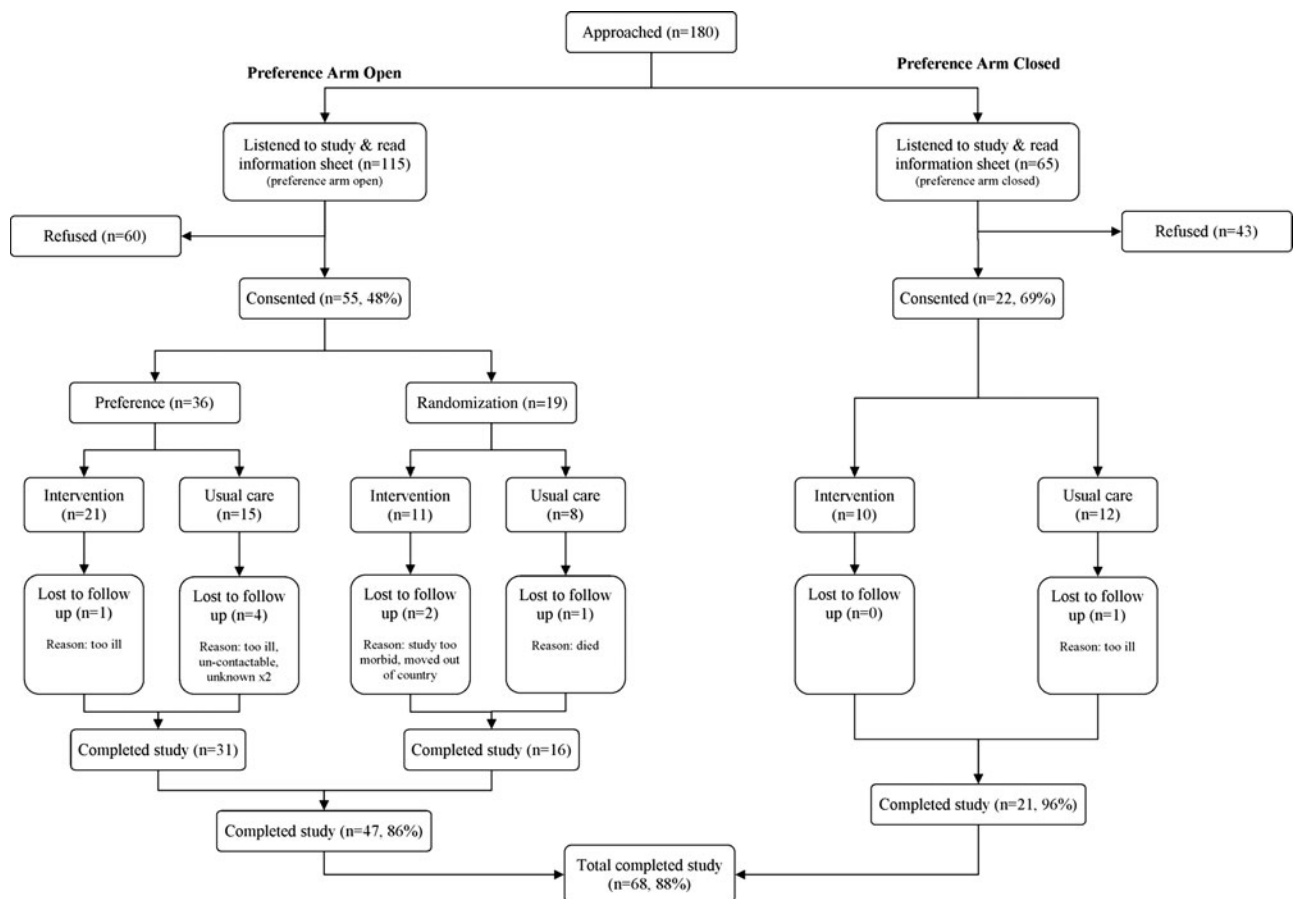 Approached (n=180)
Preference Arm Open
Preference Arm Closed
Listened to study & read
information sheet (n=115)
(preference arm open)
Listened to study & read
information sheet (n=65)
(preference arm closed)
Refused (n=60)
Refused (n=43)
Consented (n=55, 48%)
Consented (n=22, 69%)
Preference (n=36)
Randomization (n=19)
Intervention
(n=21)
Usual care
(n=15)
Intervention
(n=11)
Usual care
(n=8)
Intervention
(n=10)
Usual care
(n=12)
Lost to follow
up (n=1)
Reason: too ill
Lost to follow
up (n=4)
Reason: too ill,
un-contactable,
unknown x2
Lost to follow
up (n=2)
Reason: study too
morbid, moved out
of country
Lost to follow
up (n=1)
Reason: died
Lost to follow
up (n=0)
Lost to follow
up (n=1)
Reason: too ill
Completed study (n=31)
Completed study (n=16)
Completed study (n=21, 96%)
Completed study (n=47, 86%)
Total completed study
(n=68, 88%)